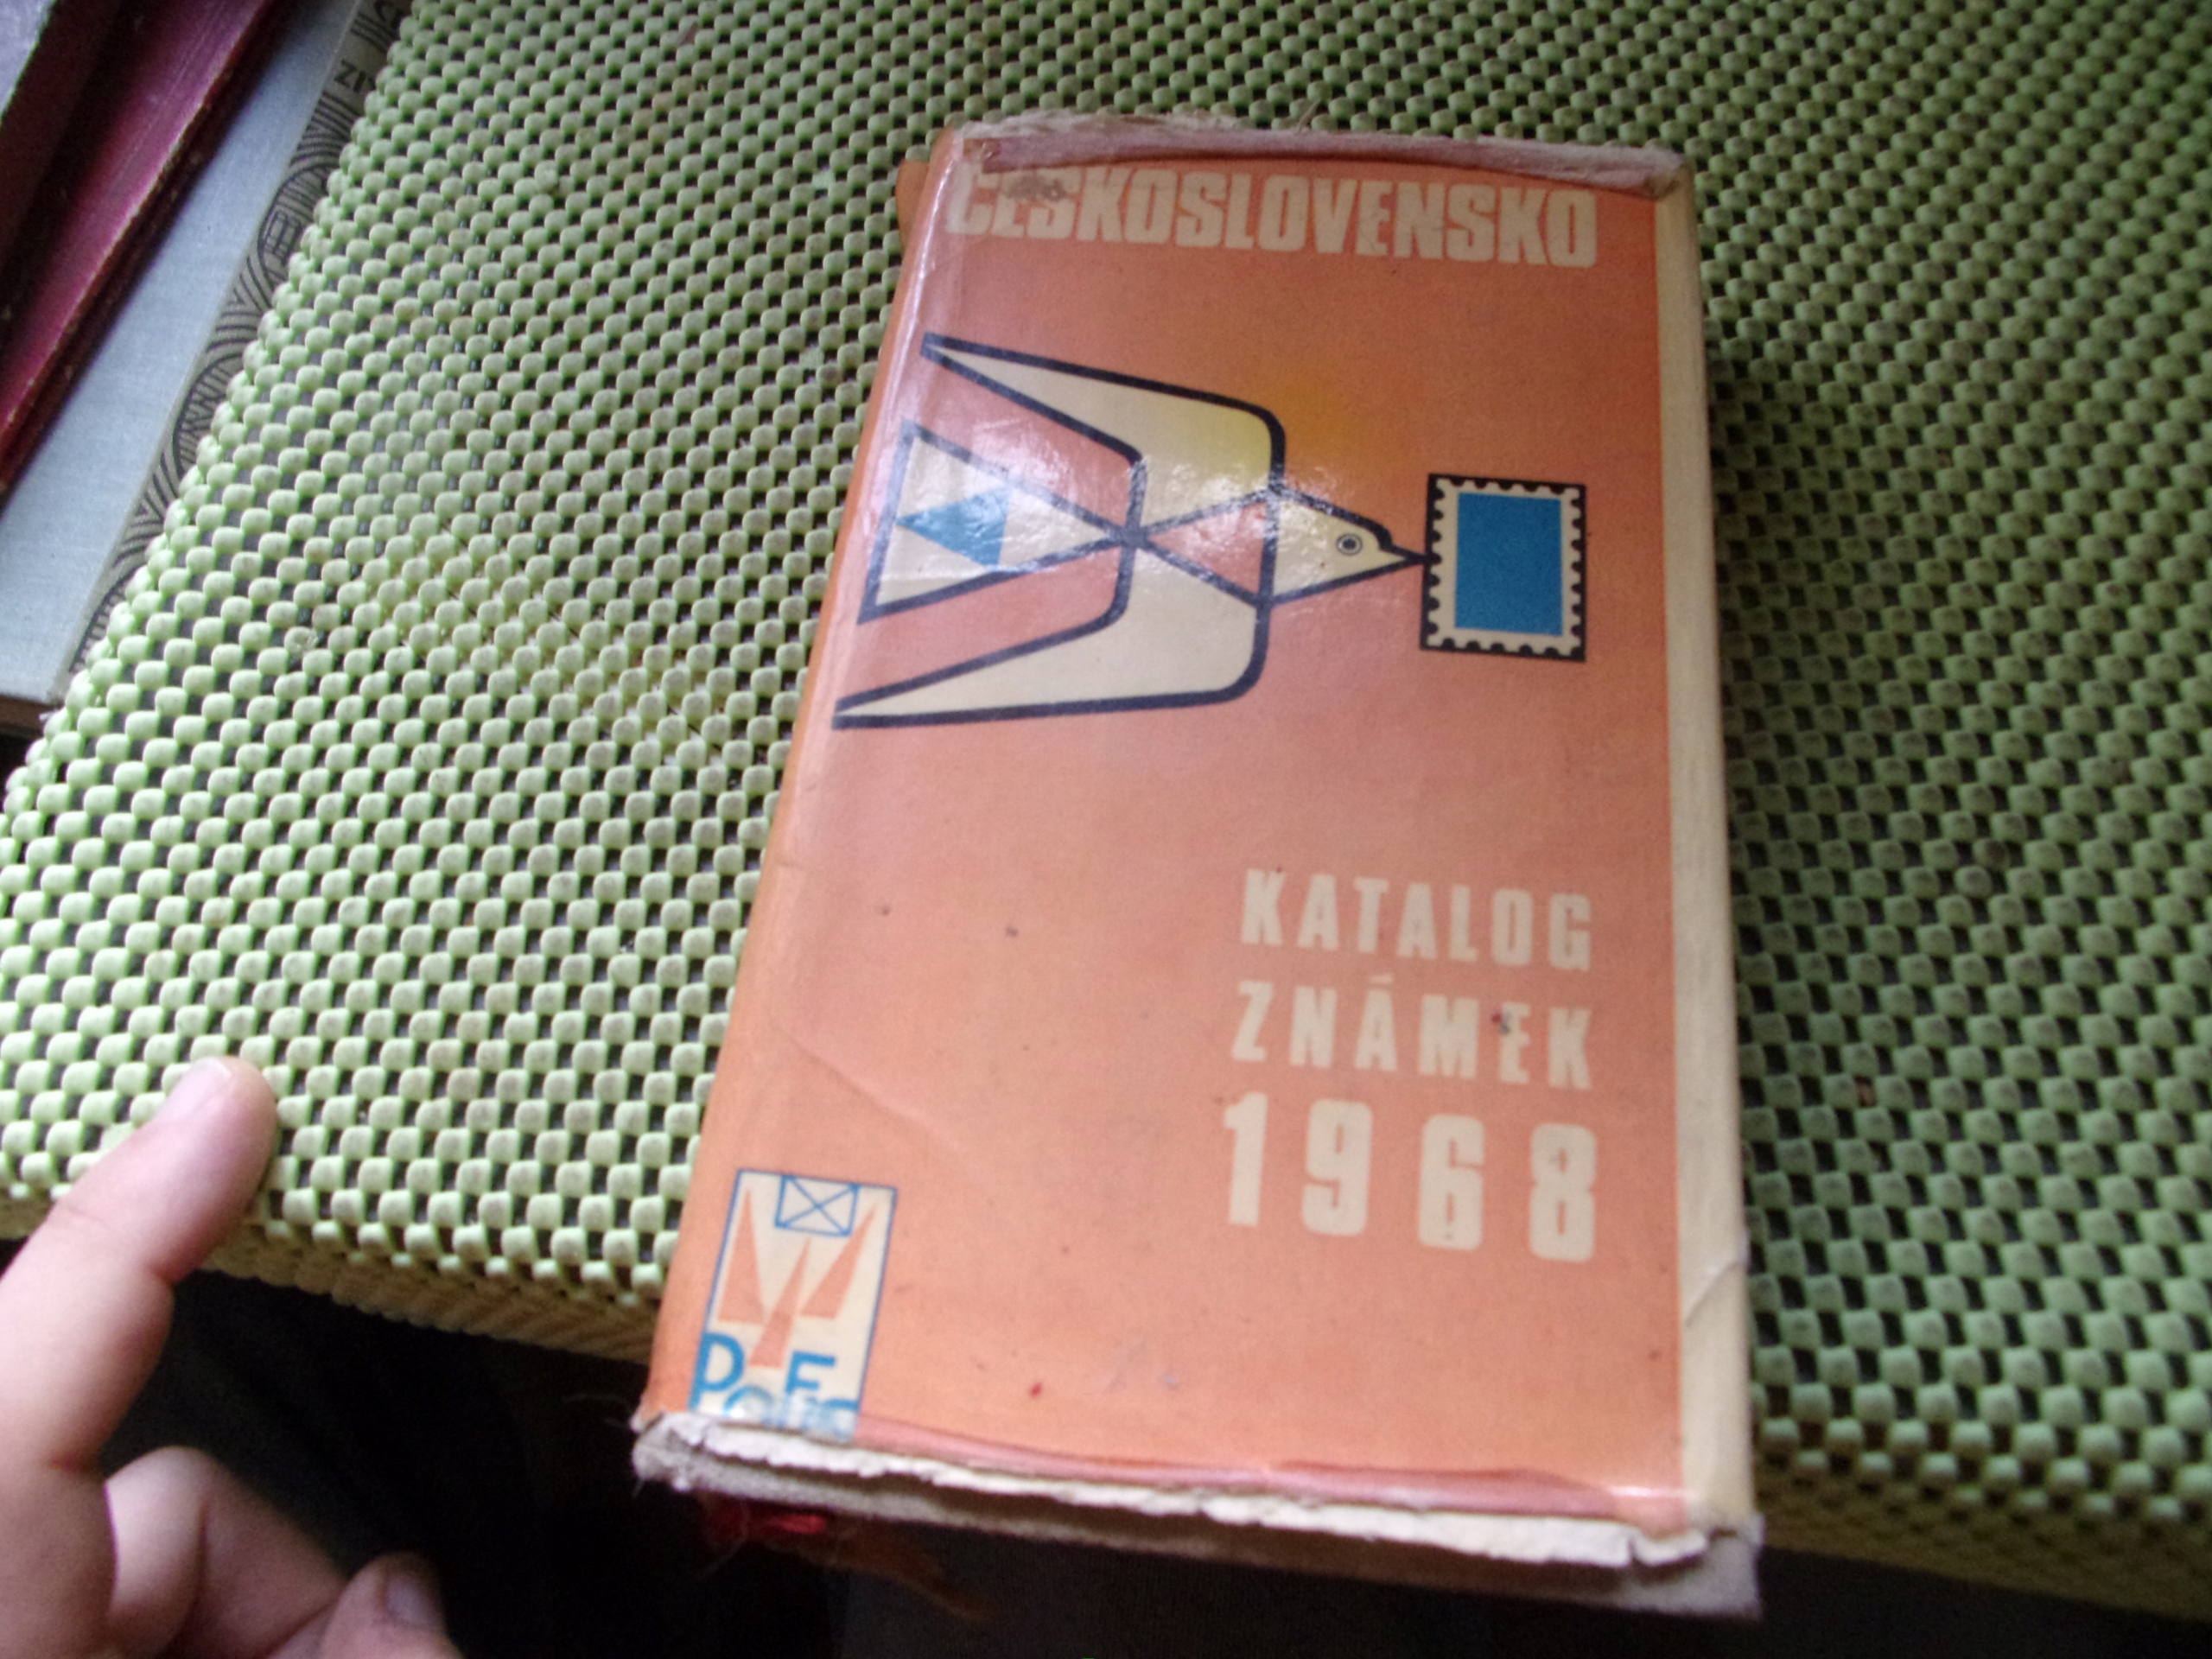 ČESKOSLOVENSKO
KATALOG
ZNÁMEK
1968